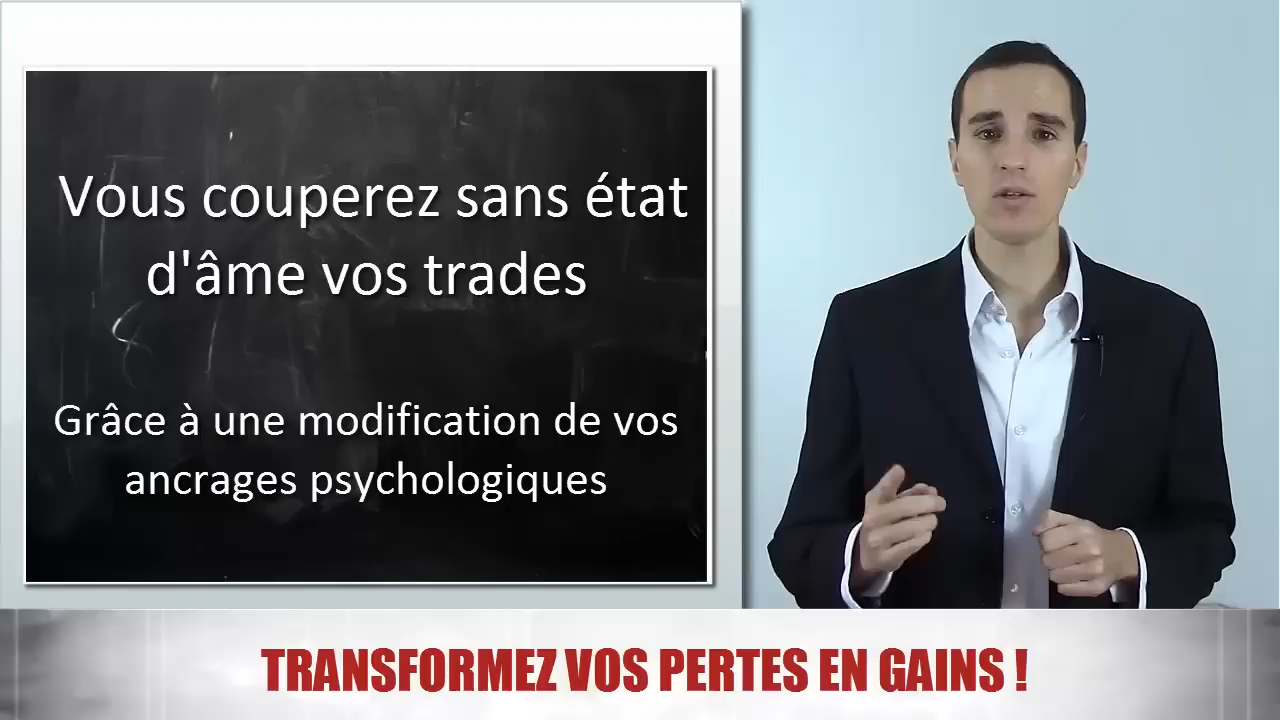 Vous couperez sans état
d'âme vos trades
Grâce à une modification de vos
ancrages psychologiques
TRANSFORMEZ VOS PERTES EN GAINS !